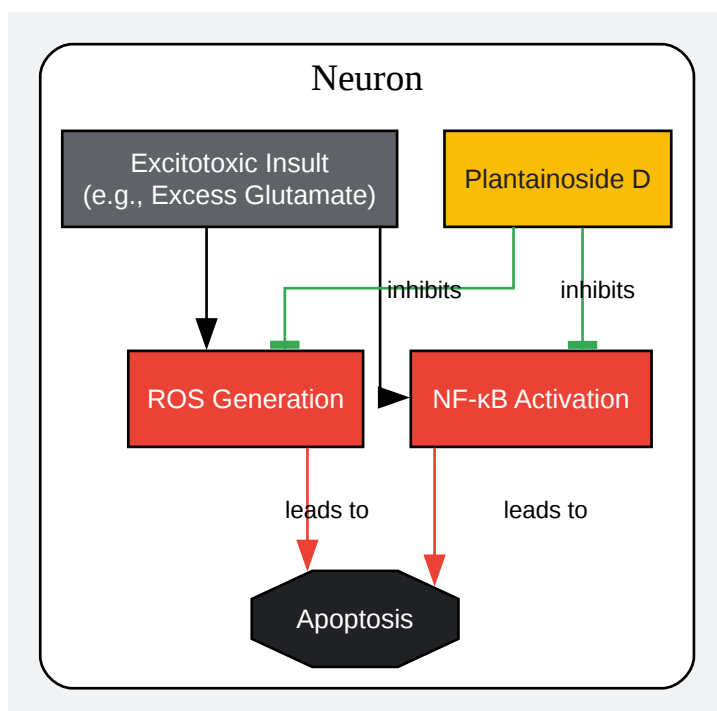 Neuron
Excitotoxic Insult
(e.g., Excess Glutamate)
Plantainoside D
inhibits
inhibits
ROS Generation
NF-κB Activation
leads to
leads to
Apoptosis